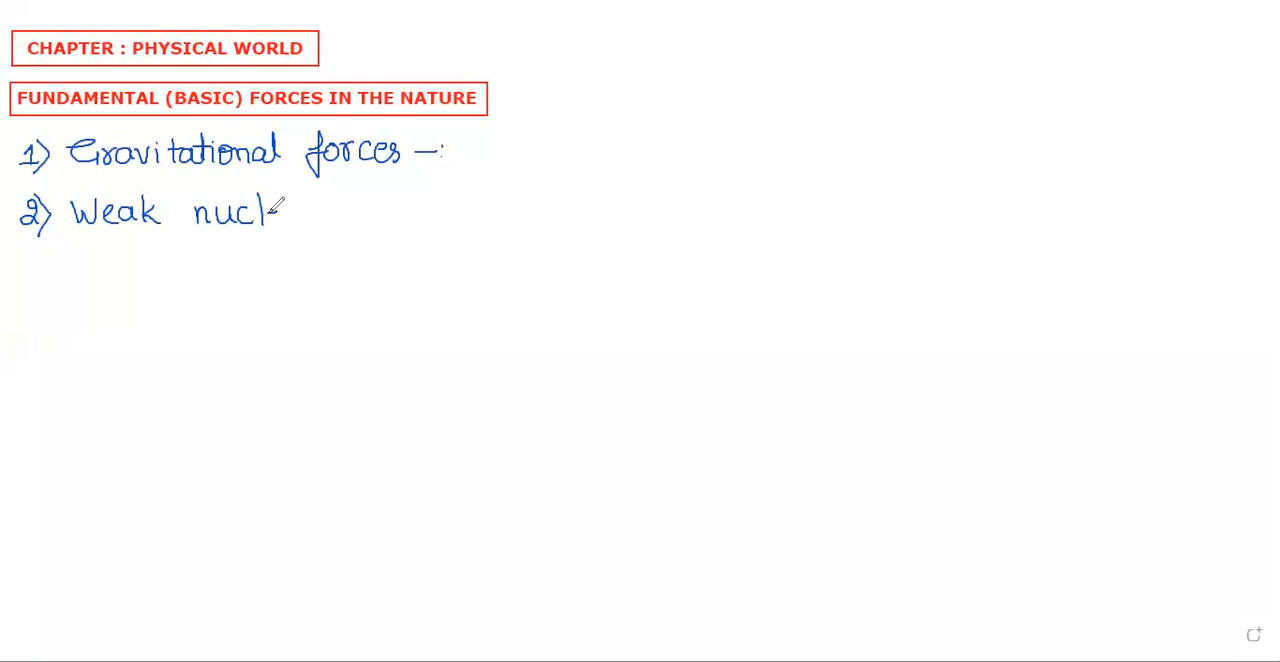 CHAPTER : PHYSICAL WORLD
FUNDAMENTAL (BASIC) FORCES IN THE NATURE
1) Gravitational forces -:
2) Weak nucl